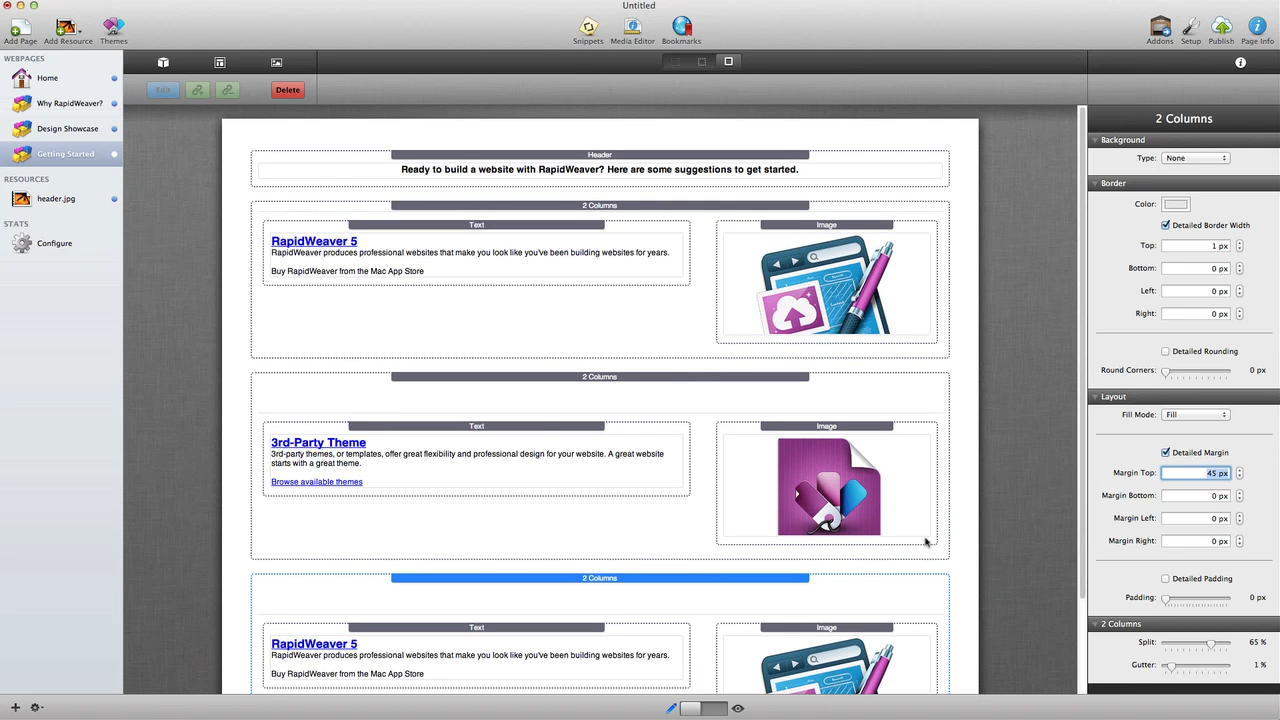 Untitled
Add Page
Add Resource
Themes
Snippets
Media Editor
Bookmarks
Addons
Setup
Publish
Page Info
WEBPAGES
Home
Why RapidWeaver?
Design Showcase
Getting Started
RESOURCES
header.jpg
STATS
Configure
Edit
Delete
Header
Ready to build a website with RapidWeaver? Here are some suggestions to get started.
2 Columns
Text
Image
RapidWeaver 5
RapidWeaver produces professional websites that make you look like you've been building websites for years.
Buy RapidWeaver from the Mac App Store
2 Columns
Text
Image
3rd-Party Theme
3rd-party themes, or templates, offer great flexibility and professional design for your website. A great website
starts with a great theme.
Browse available themes
2 Columns
Text
Image
RapidWeaver 5
RapidWeaver produces professional websites that make you look like you've been building websites for years.
Buy RapidWeaver from the Mac App Store
2 Columns
Background
Type: None
Border
Color:
Detailed Border Width
Top: 1 px
Bottom: 0 px
Left: 0 px
Right: 0 px
Detailed Rounding
Round Corners: 0 px
Layout
Fill Mode: Fill
Detailed Margin
Margin Top: 45 px
Margin Bottom: 0 px
Margin Left: 0 px
Margin Right: 0 px
Detailed Padding
Padding: 0 px
2 Columns
Split: 65 %
Gutter: 1 %